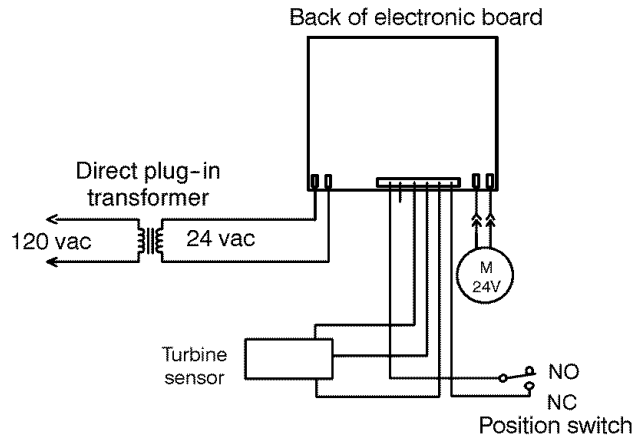 Back of electronic board
Direct plug-in
transformer
120 vac
24 vac
M
24V
Turbine
sensor
NO
NC
Position switch